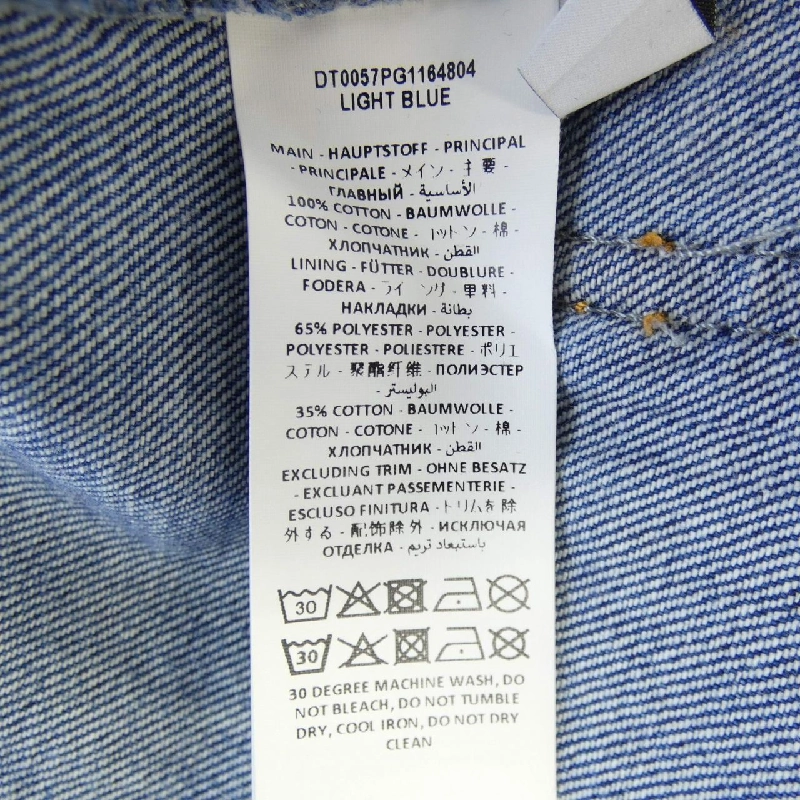 DT0057PG1164804
LIGHT BLUE
MAIN - HAUPTSTOFF - PRINCIPAL
- PRINCIPALE - メイン - 主要 -
ГЛАВНЫЙ - الأساسية -
100% COTTON - BAUMWOLLE -
COTON - COTONE - コットン - 棉 -
ХЛОПЧАТНИК - القطن
LINING - FÜTTER - DOUBLURE -
FODERA - ライニング - 里料 -
НАКЛАДКИ - بطانة
65% POLYESTER - POLYESTER -
POLYESTER - POLIESTERE - ポリエ
ステル - 聚酯纤维 - ПОЛИЭСТЕР
- البوليستر
35% COTTON - BAUMWOLLE -
COTON - COTONE - コットン - 棉 -
ХЛОПЧАТНИК - القطن
EXCLUDING TRIM - OHNE BESATZ
- EXCLUANT PASSEMENTERIE -
ESCLUSO FINITURA - トリムを除
外する - 配饰除外 - ИСКЛЮЧАЯ
ОТДЕЛКА - باستبعاد تريم
30
30
30 DEGREE MACHINE WASH, DO
NOT BLEACH, DO NOT TUMBLE
DRY, COOL IRON, DO NOT DRY
CLEAN